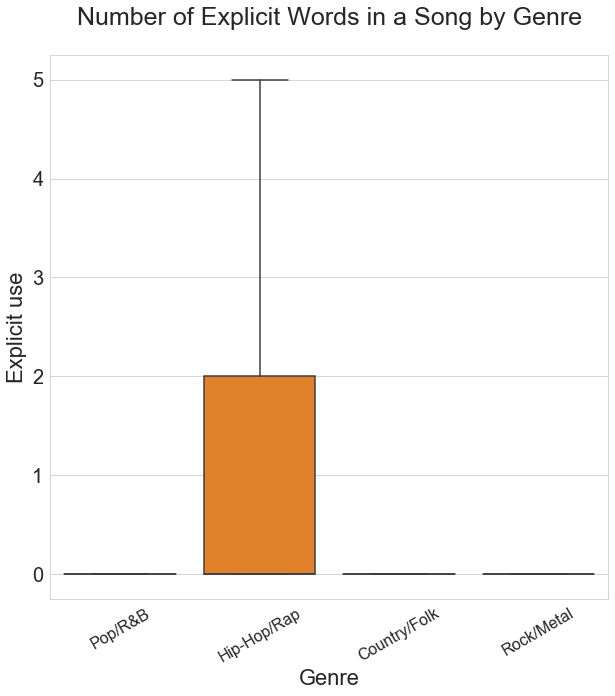 Number of Explicit Words in a Song by Genre
5
4
3
2
1
0
Explicit use
Pop/R&B
Hip-Hop/Rap
Country/Folk
Rock/Metal
Genre